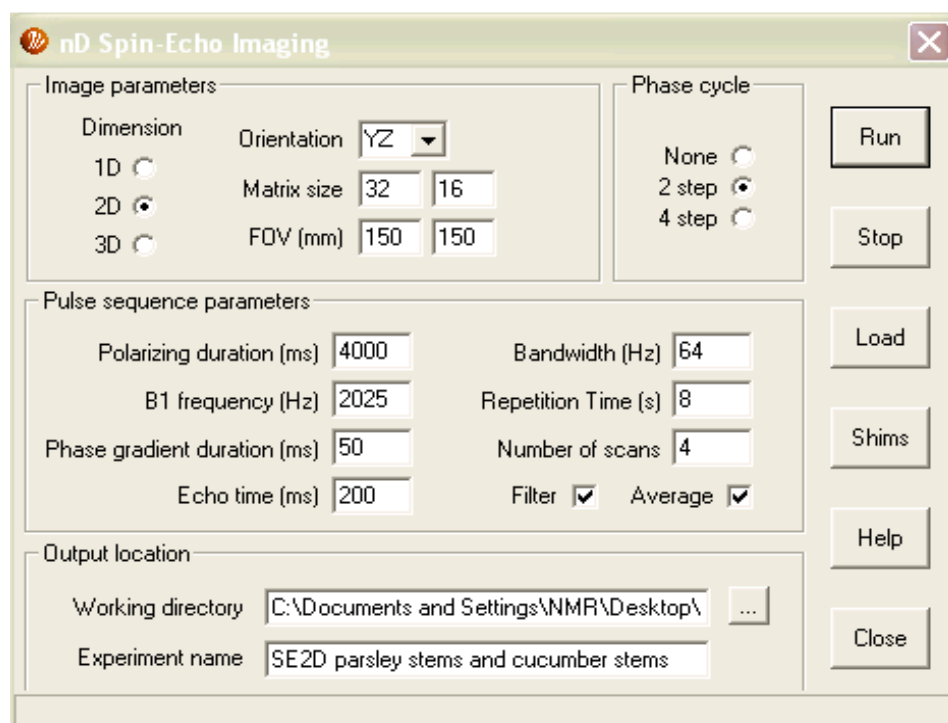 nD Spin-Echo Imaging
Image parameters
Dimension
1D
2D
3D
Orientation YZ
Matrix size 32 16
FOV (mm) 150 150
Phase cycle
None
2 step
4 step
Pulse sequence parameters
Polarizing duration (ms) 4000
B1 frequency (Hz) 2025
Phase gradient duration (ms) 50
Echo time (ms) 200
Bandwidth (Hz) 64
Repetition Time (s) 8
Number of scans 4
Filter Average
Output location
Working directory C:\Documents and Settings\NMR\Desktop\ ...
Experiment name SE2D parsley stems and cucumber stems
Run
Stop
Load
Shims
Help
Close